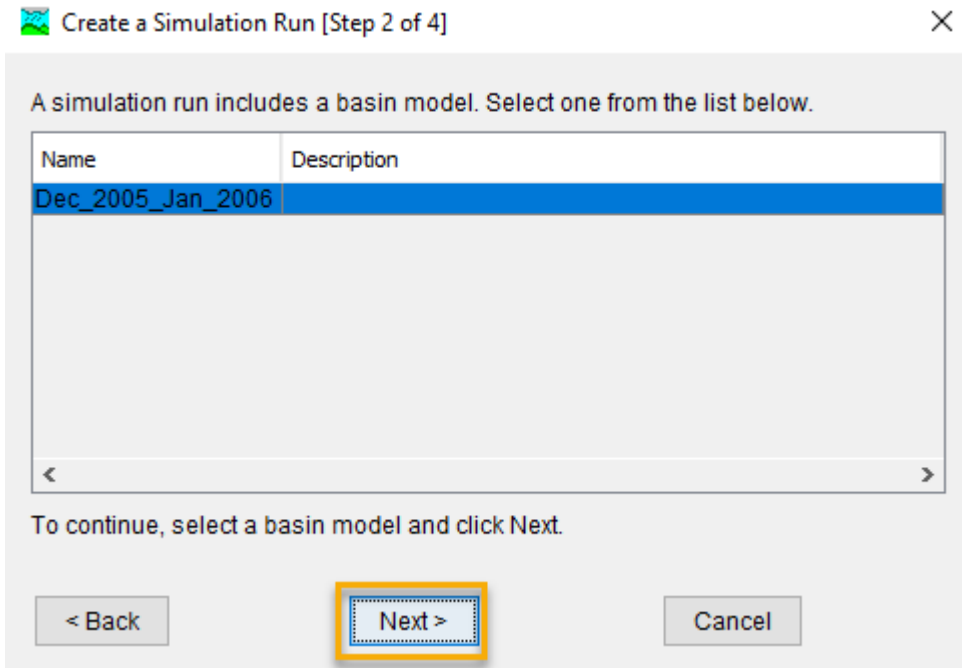 Create a Simulation Run [Step 2 of 4]
A simulation run includes a basin model. Select one from the list below.
Name Description
Dec_2005_Jan_2006
To continue, select a basin model and click Next.
< Back Next > Cancel